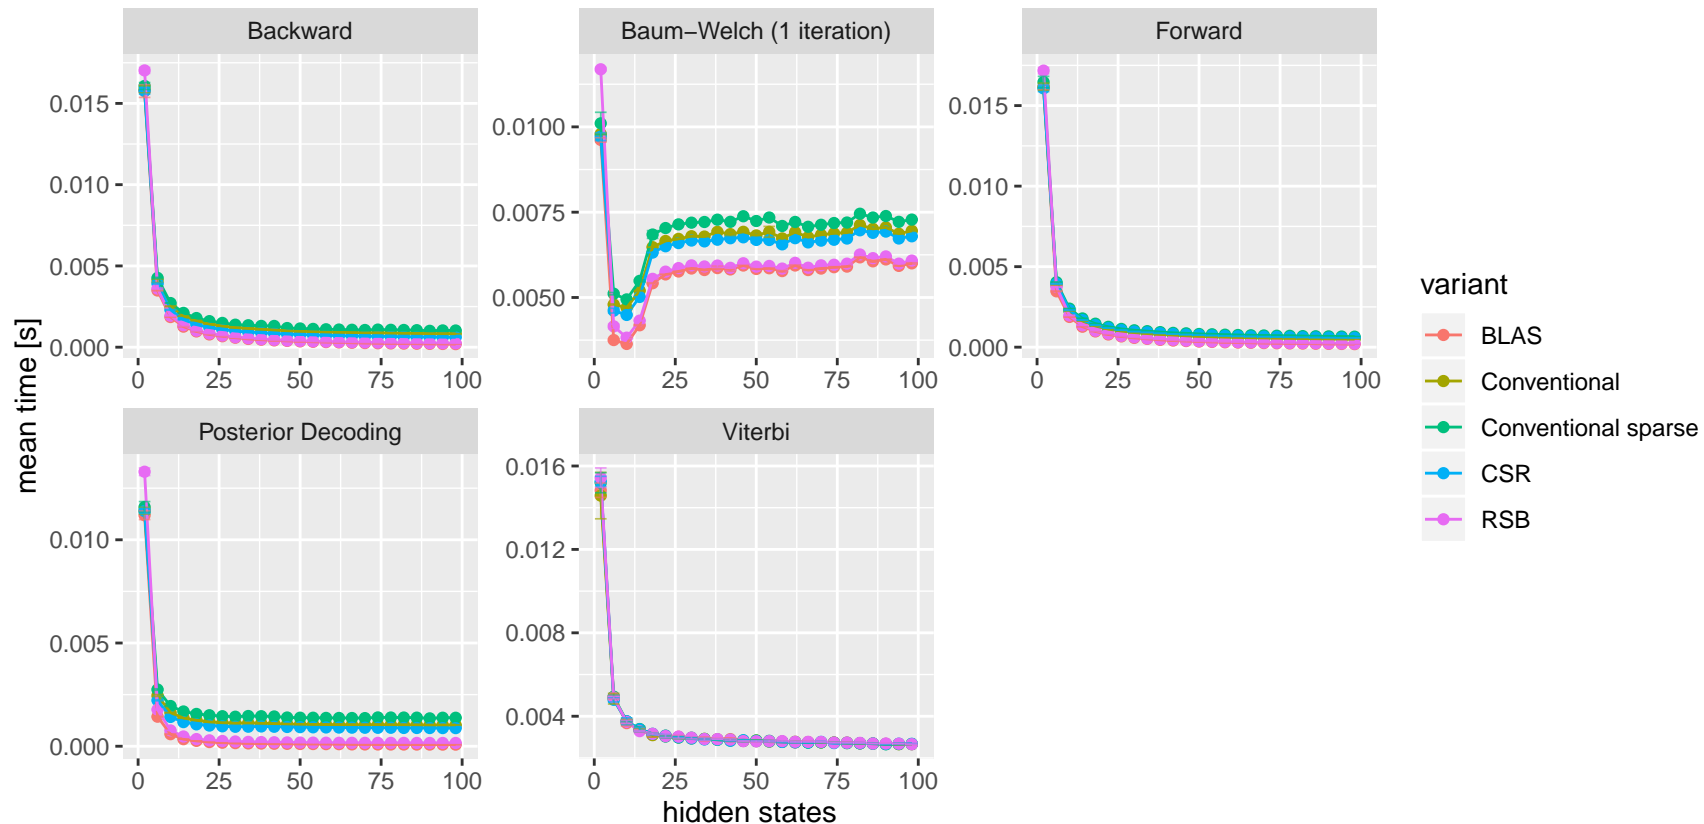 Backward
Baum−Welch (1 iteration)
Forward
0.015
0.010
0.005
0.000
0 25 50 75 100
0.0100
0.0075
0.0050
0 25 50 75 100
0.015
0.010
0.005
0.000
0 25 50 75 100
Posterior Decoding
Viterbi
0.010
0.005
0.000
0 25 50 75 100
0.016
0.012
0.008
0.004
0 25 50 75 100
mean time [s]
hidden states
variant
BLAS
Conventional
Conventional sparse
CSR
RSB